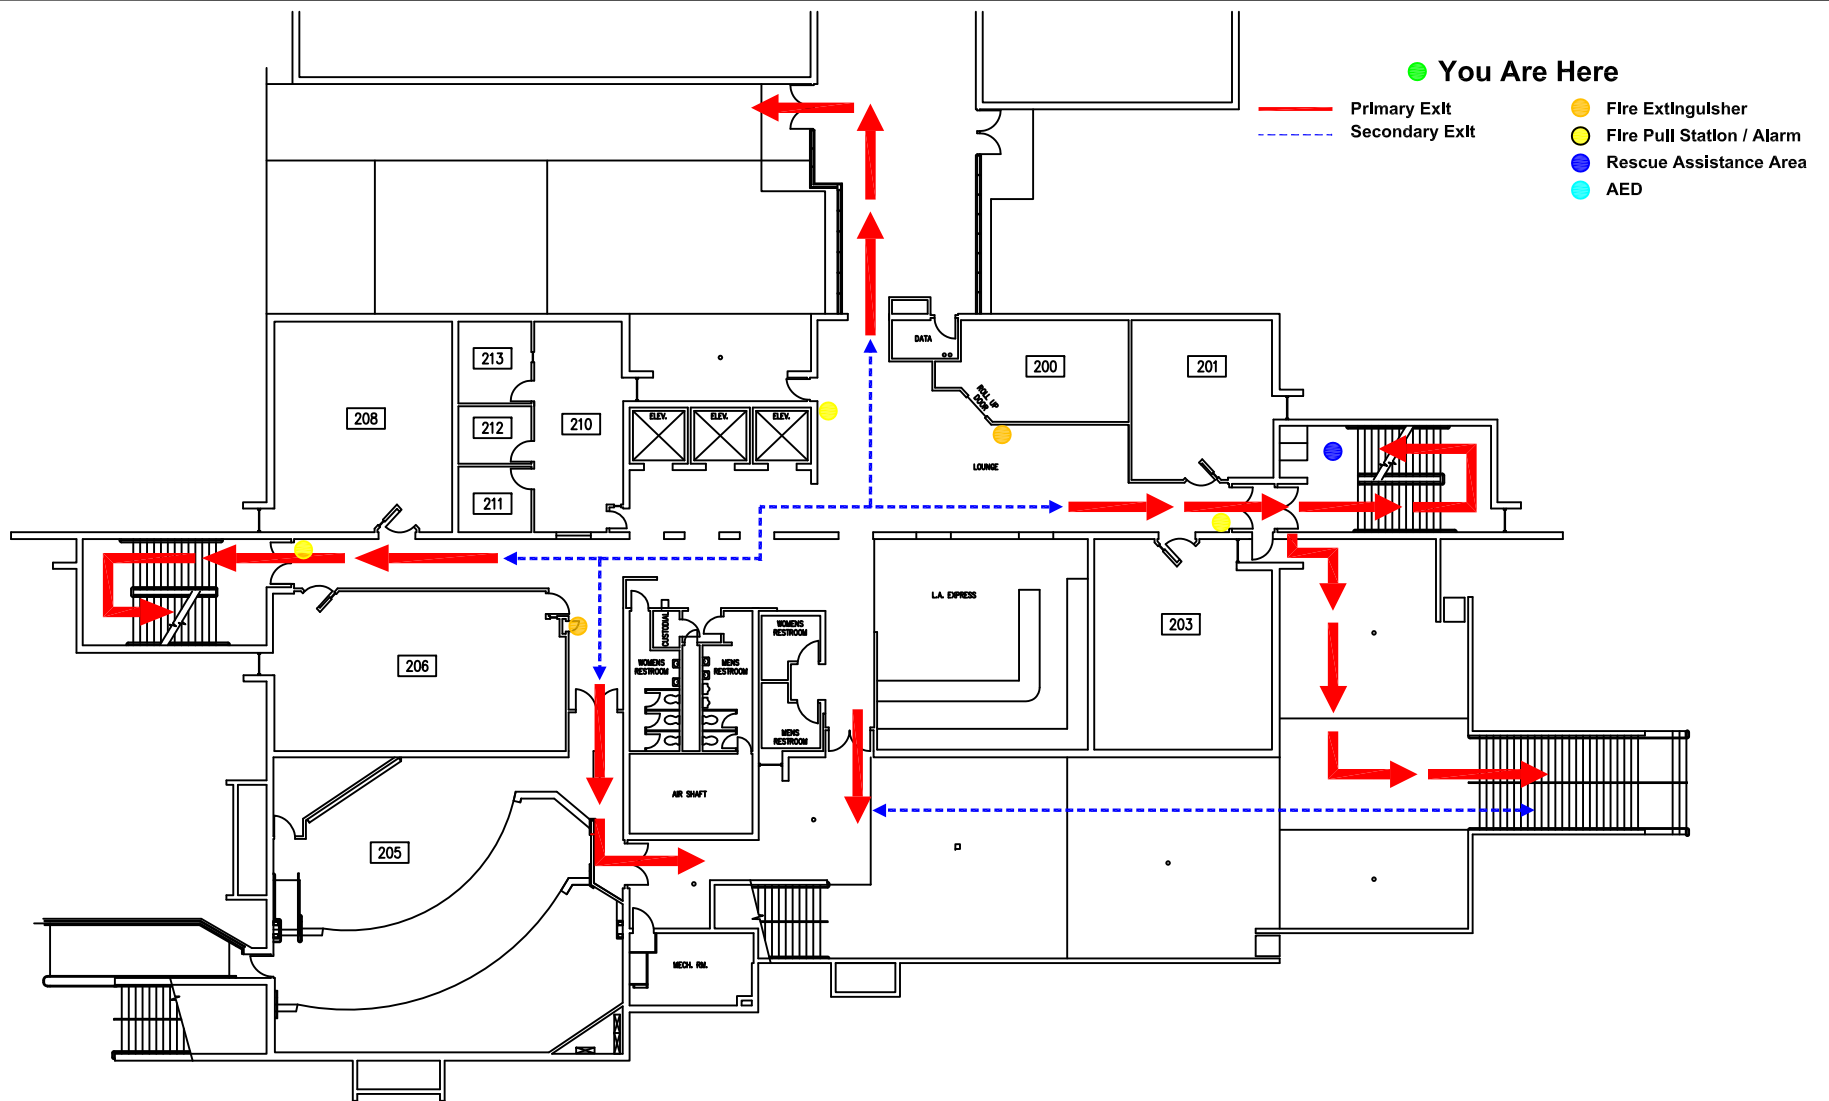 You Are Here
Primary Exit
Secondary Exit
Fire Extinguisher
Fire Pull Station / Alarm
Rescue Assistance Area
AED
DATA
200
201
213
ROLL UP
DOOR
208
212
210
ELEV.
ELEV.
ELEV.
LOUNGE
211
L.A. EXPRESS
203
CUSTODIAL
WOMENS
RESTROOM
206
WOMENS
RESTROOM
MENS
RESTROOM
MENS
RESTROOM
AIR SHAFT
205
MECH. RM.